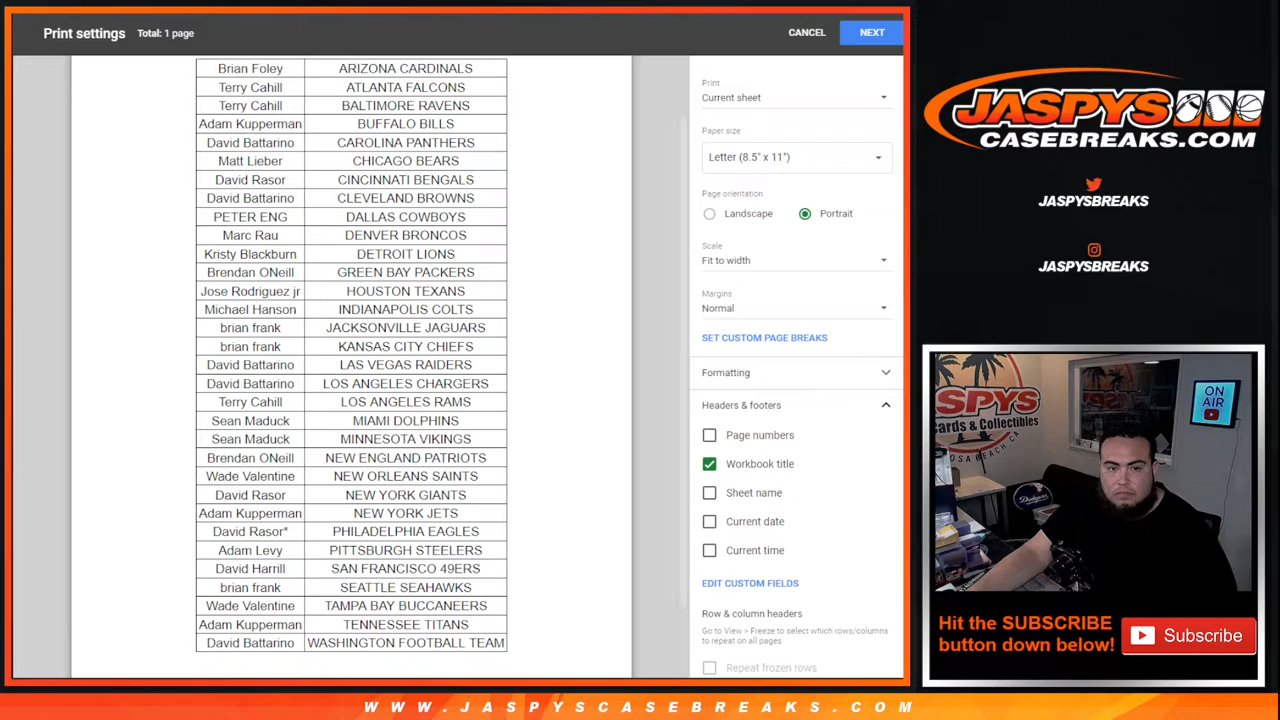 Print settings Total: 1 page CANCEL NEXT
Brian Foley ARIZONA CARDINALS
Terry Cahill ATLANTA FALCONS
Terry Cahill BALTIMORE RAVENS
Adam Kupperman BUFFALO BILLS
David Battarino CAROLINA PANTHERS
Matt Lieber CHICAGO BEARS
David Rasor CINCINNATI BENGALS
David Battarino CLEVELAND BROWNS
PETER ENG DALLAS COWBOYS
Marc Rau DENVER BRONCOS
Kristy Blackburn DETROIT LIONS
Brendan ONeill GREEN BAY PACKERS
Jose Rodriguez jr HOUSTON TEXANS
Michael Hanson INDIANAPOLIS COLTS
brian frank JACKSONVILLE JAGUARS
brian frank KANSAS CITY CHIEFS
David Battarino LAS VEGAS RAIDERS
David Battarino LOS ANGELES CHARGERS
Terry Cahill LOS ANGELES RAMS
Sean Maduck MIAMI DOLPHINS
Sean Maduck MINNESOTA VIKINGS
Brendan ONeill NEW ENGLAND PATRIOTS
Wade Valentine NEW ORLEANS SAINTS
David Rasor NEW YORK GIANTS
Adam Kupperman NEW YORK JETS
David Rasor* PHILADELPHIA EAGLES
Adam Levy PITTSBURGH STEELERS
David Harrill SAN FRANCISCO 49ERS
brian frank SEATTLE SEAHAWKS
Wade Valentine TAMPA BAY BUCCANEERS
Adam Kupperman TENNESSEE TITANS
David Battarino WASHINGTON FOOTBALL TEAM
Print
Current sheet
Paper size
Letter (8.5" x 11")
Page orientation
Landscape Portrait
Scale
Fit to width
Margins
Normal
SET CUSTOM PAGE BREAKS
Formatting
Headers & footers
Page numbers
Workbook title
Sheet name
Current date
Current time
EDIT CUSTOM FIELDS
Row & column headers
Go to View > Freeze to select which rows/columns
to repeat on all pages
Repeat frozen rows
JASPYS
CASEBREAKS.COM
JASPYSBREAKS
JASPYSBREAKS
ON
AIR
Dodgers
Hit the SUBSCRIBE
button down below!
Subscribe
WWW.JASPYSCASEBREAKS.COM